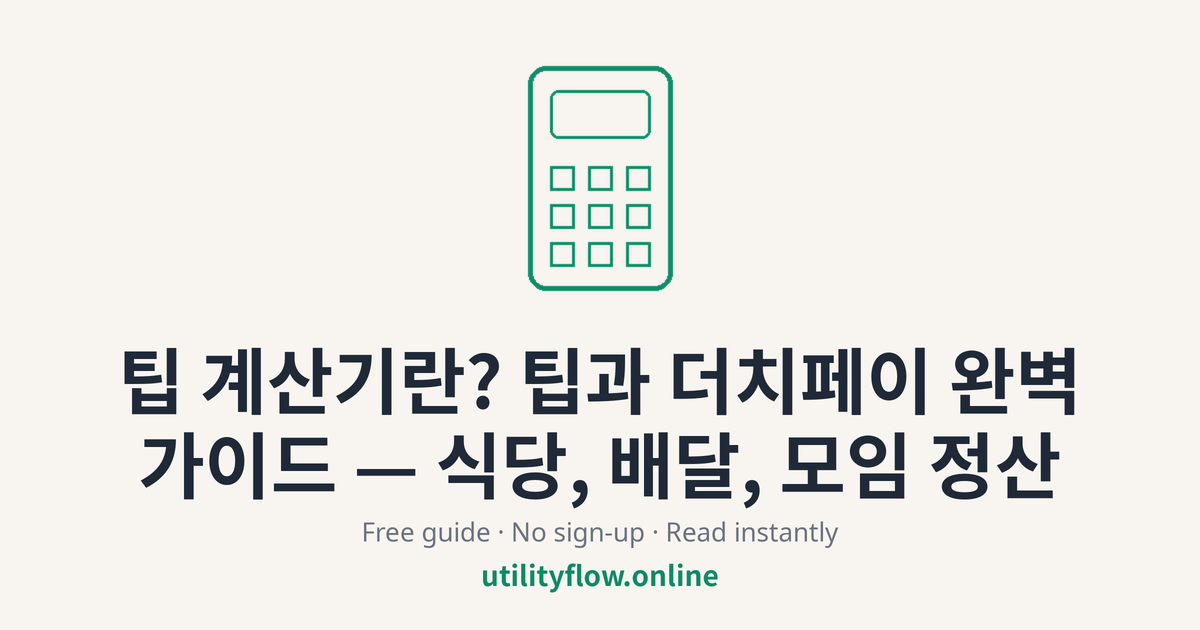 팁 계산기란? 팁과 더치페이 완벽
가이드 — 식당, 배달, 모임 정산
Free guide · No sign-up · Read instantly
utilityflow.online